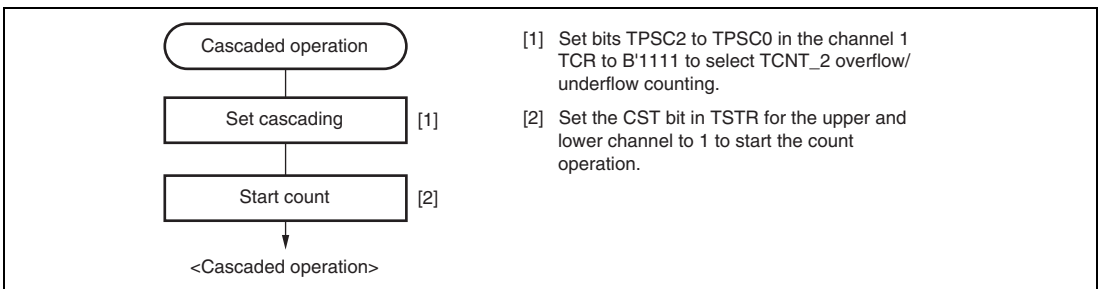 Cascaded operation
Set cascading [1]
Start count [2]
<Cascaded operation>
[1] Set bits TPSC2 to TPSC0 in the channel 1
TCR to B'1111 to select TCNT_2 overflow/
underflow counting.
[2] Set the CST bit in TSTR for the upper and
lower channel to 1 to start the count
operation.